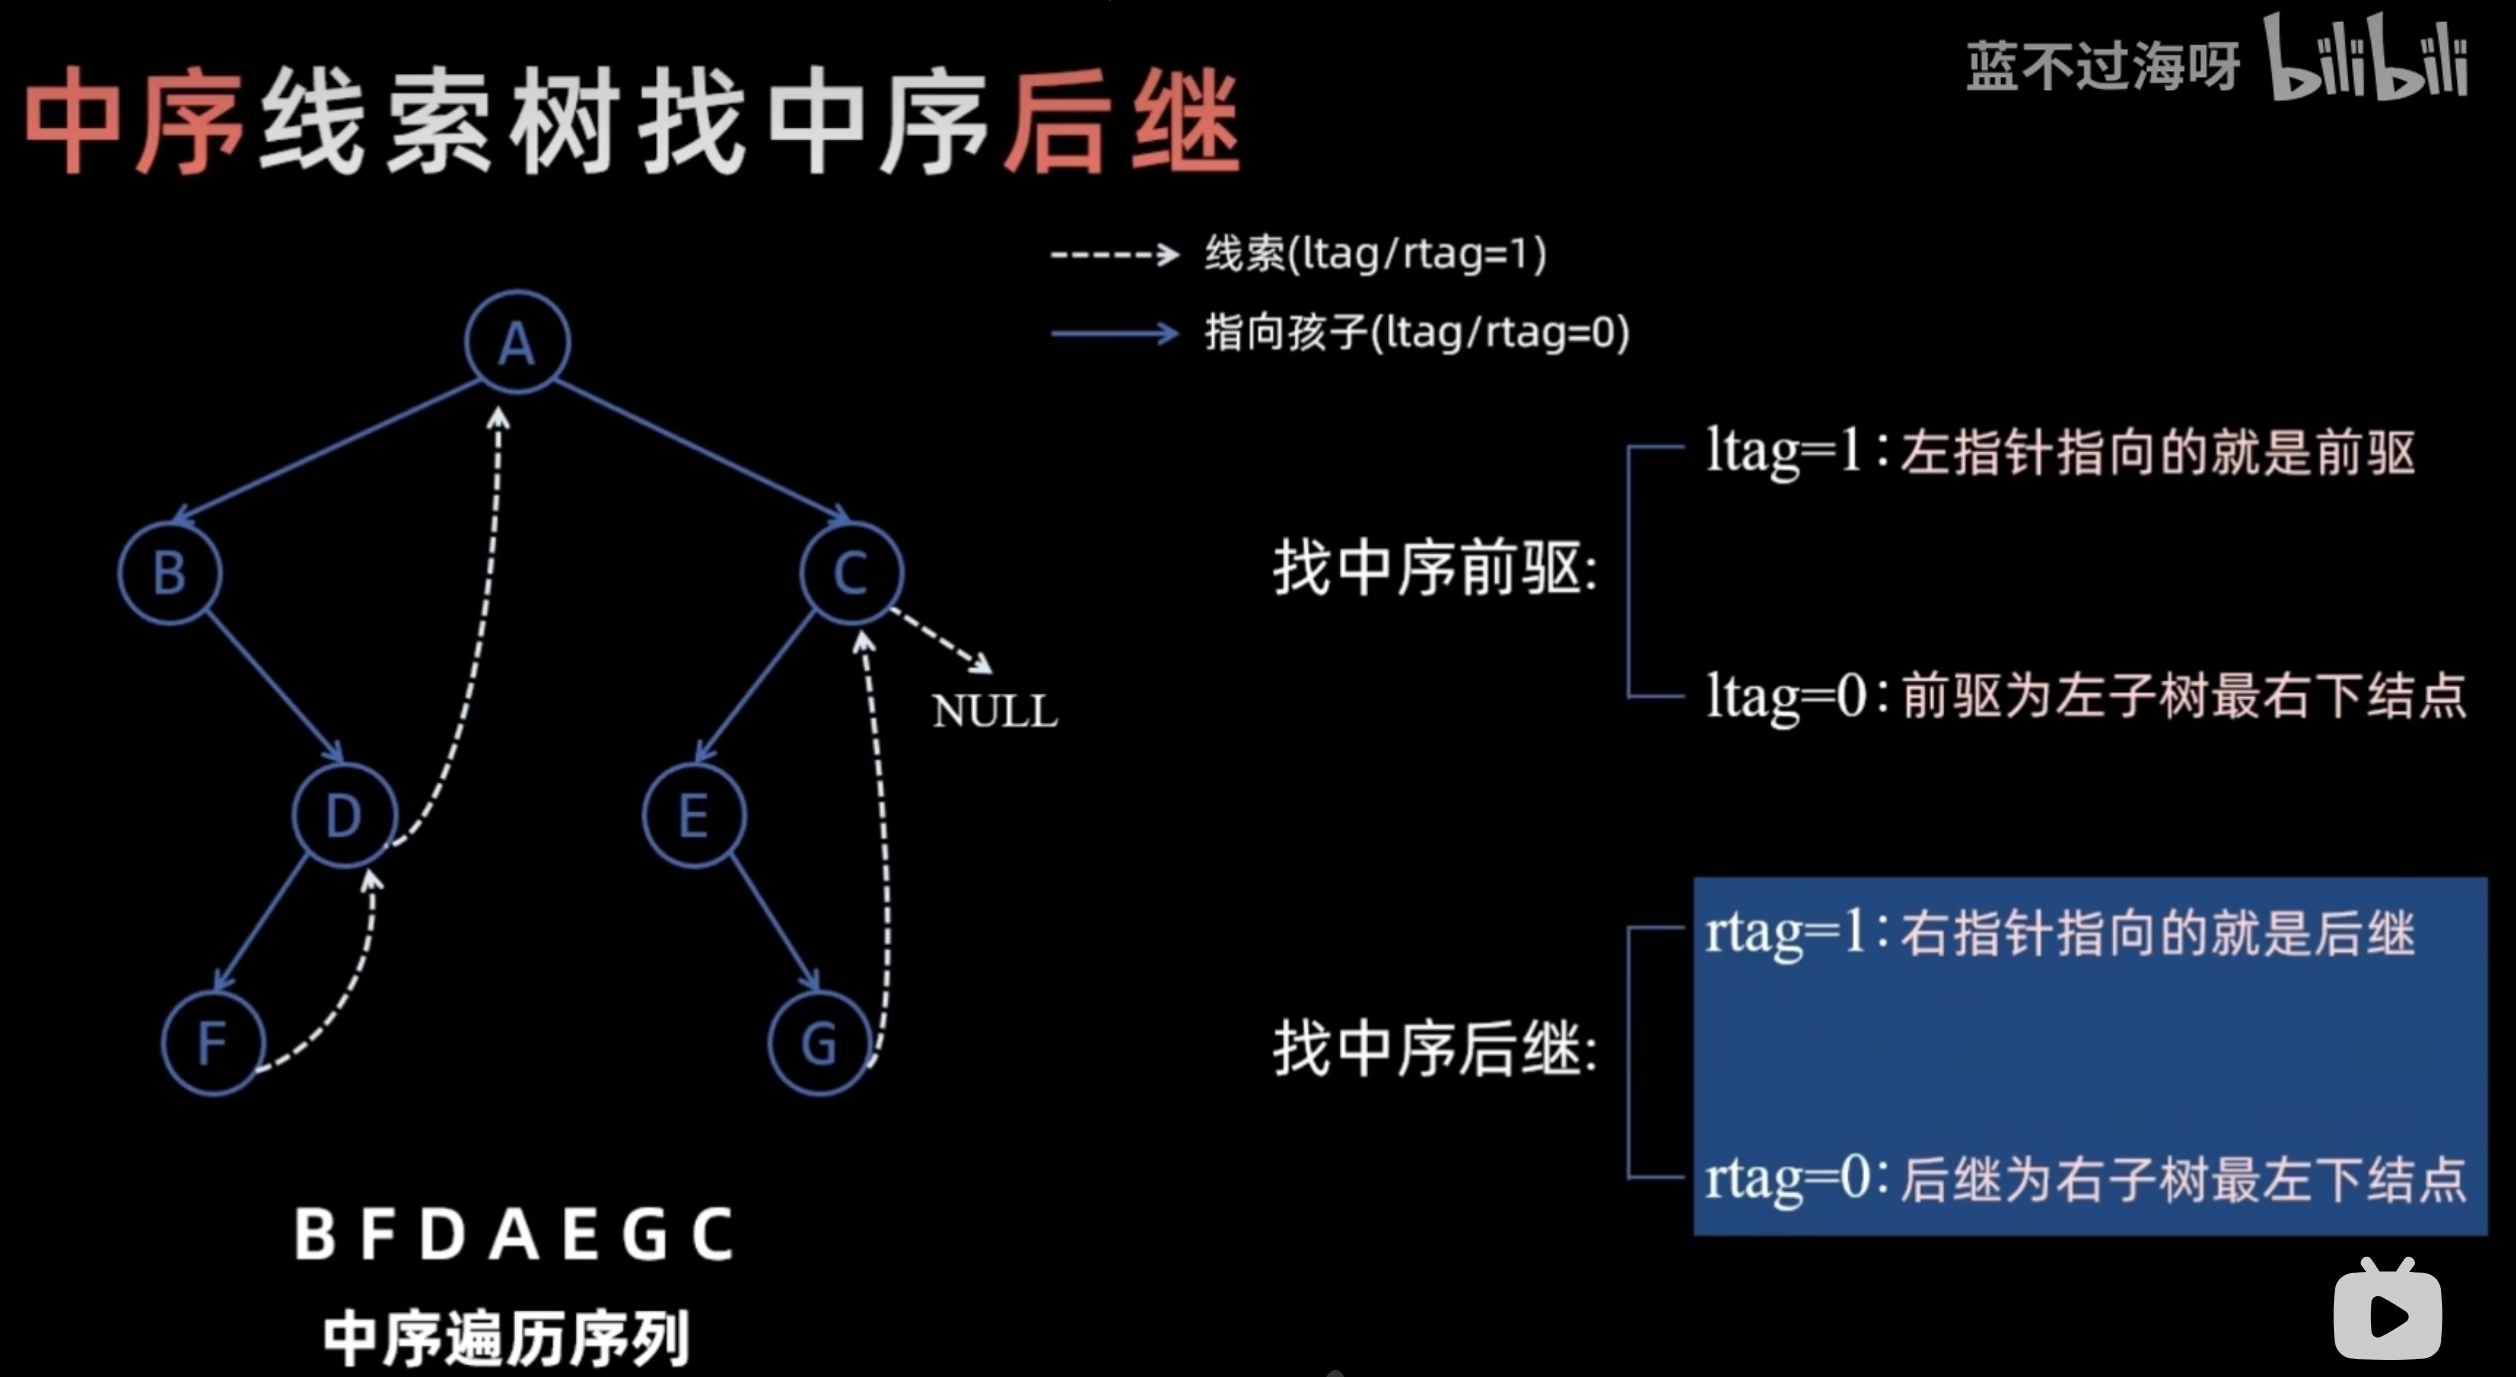 蓝不过海呀 bilibili
中序线索树找中序后继
线索(ltag/rtag=1)
指向孩子(ltag/rtag=0)
A
B
C
NULL
D
E
F
G
B F D A E G C
中序遍历序列
找中序前驱:
ltag=1:左指针指向的就是前驱
ltag=0:前驱为左子树最右下结点
找中序后继:
rtag=1:右指针指向的就是后继
rtag=0:后继为右子树最左下结点